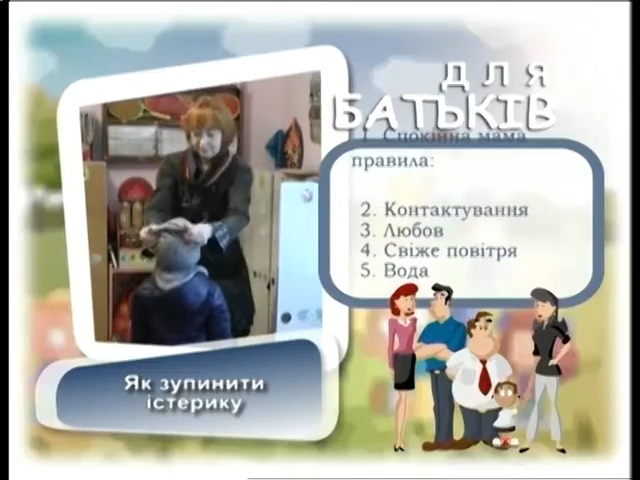 для
БАТЬКІВ
1. Спокійна мама
правила:
2. Контактування
3. Любов
4. Свіже повітря
5. Вода
Як зупинити
істерику